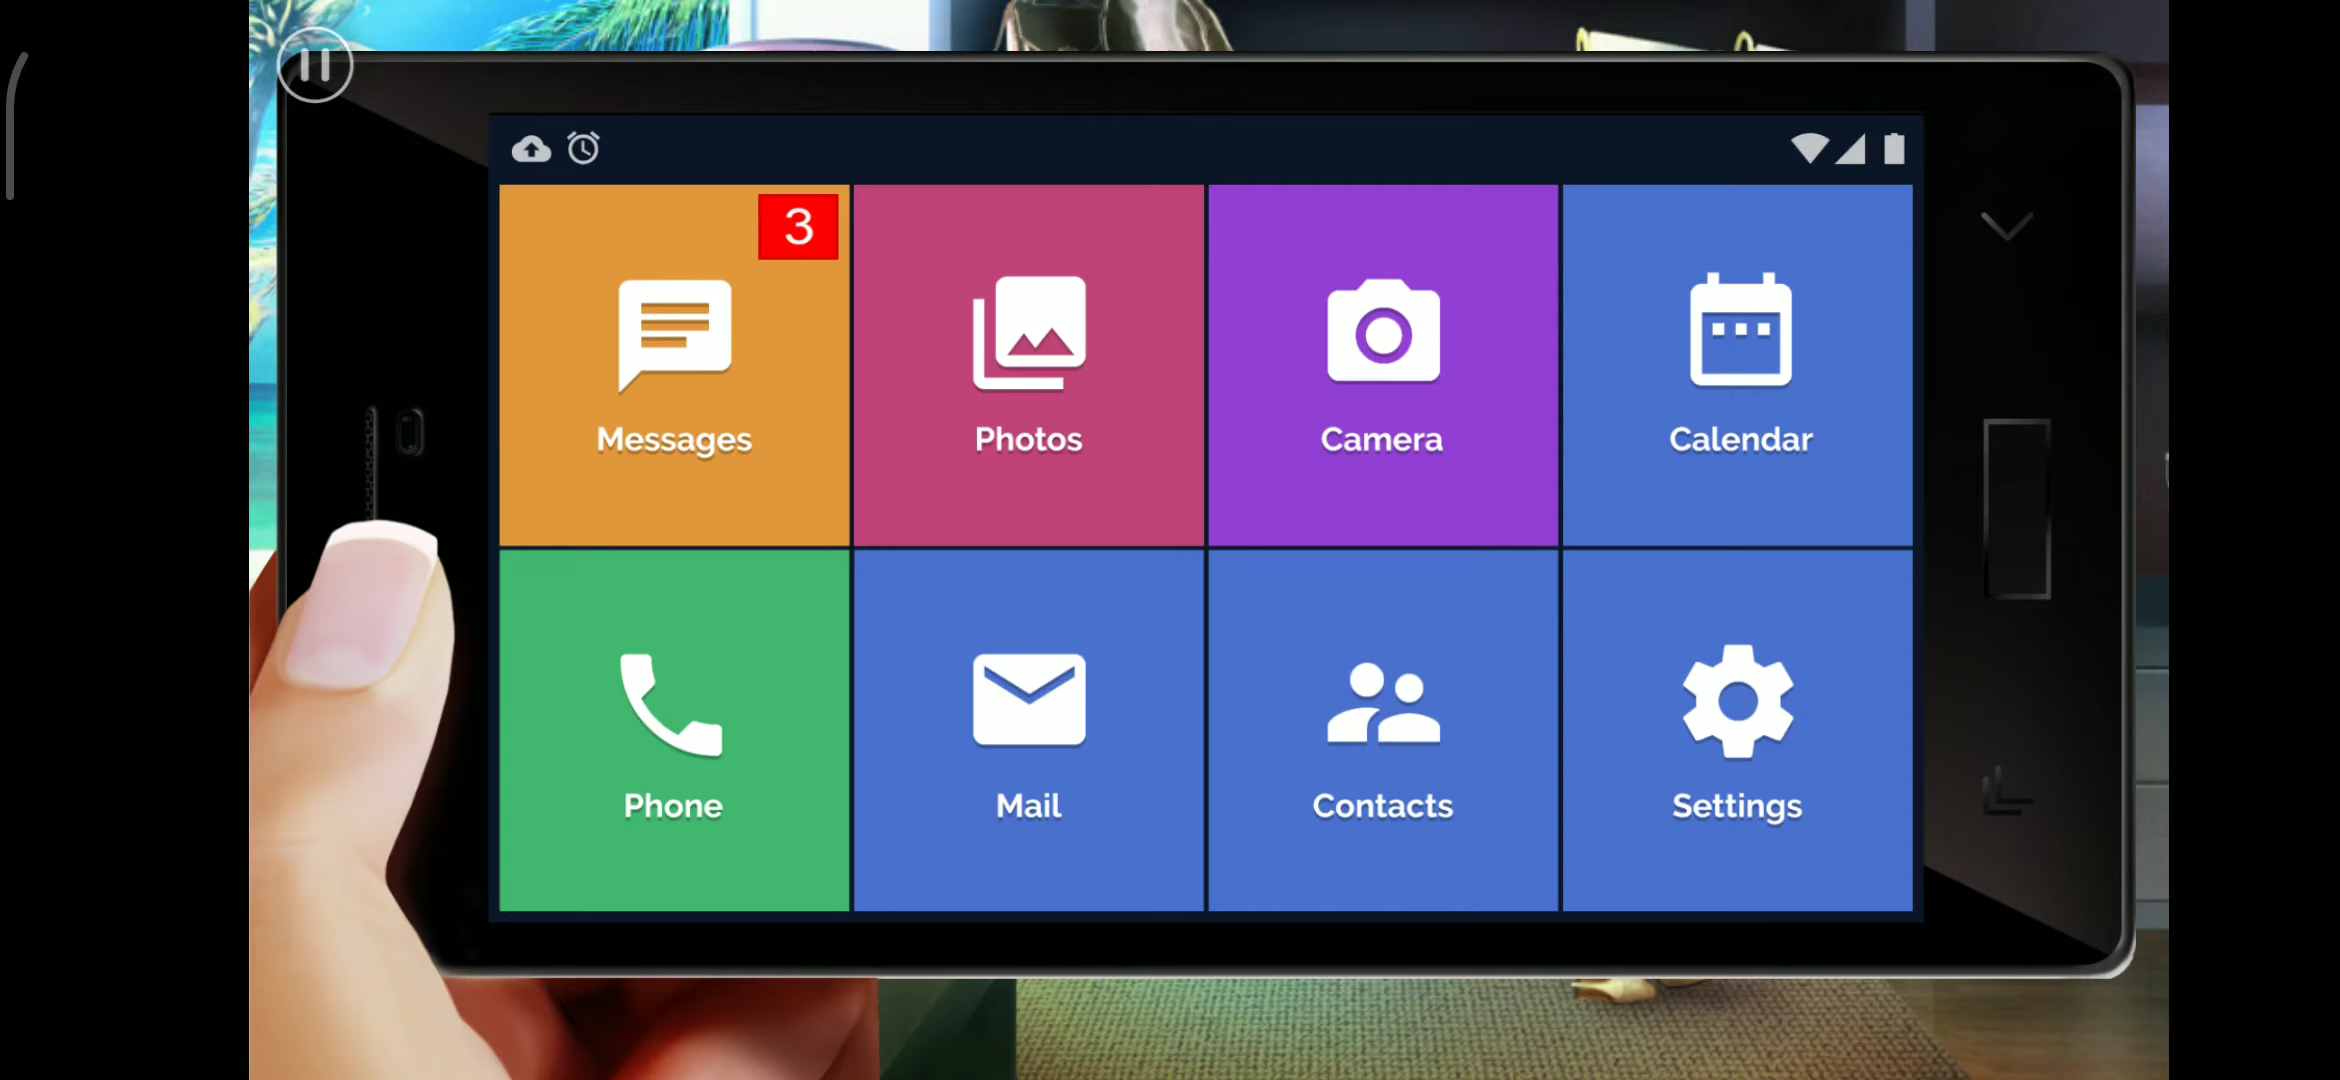 3
Messages
Photos
Camera
Calendar
Phone
Mail
Contacts
Settings